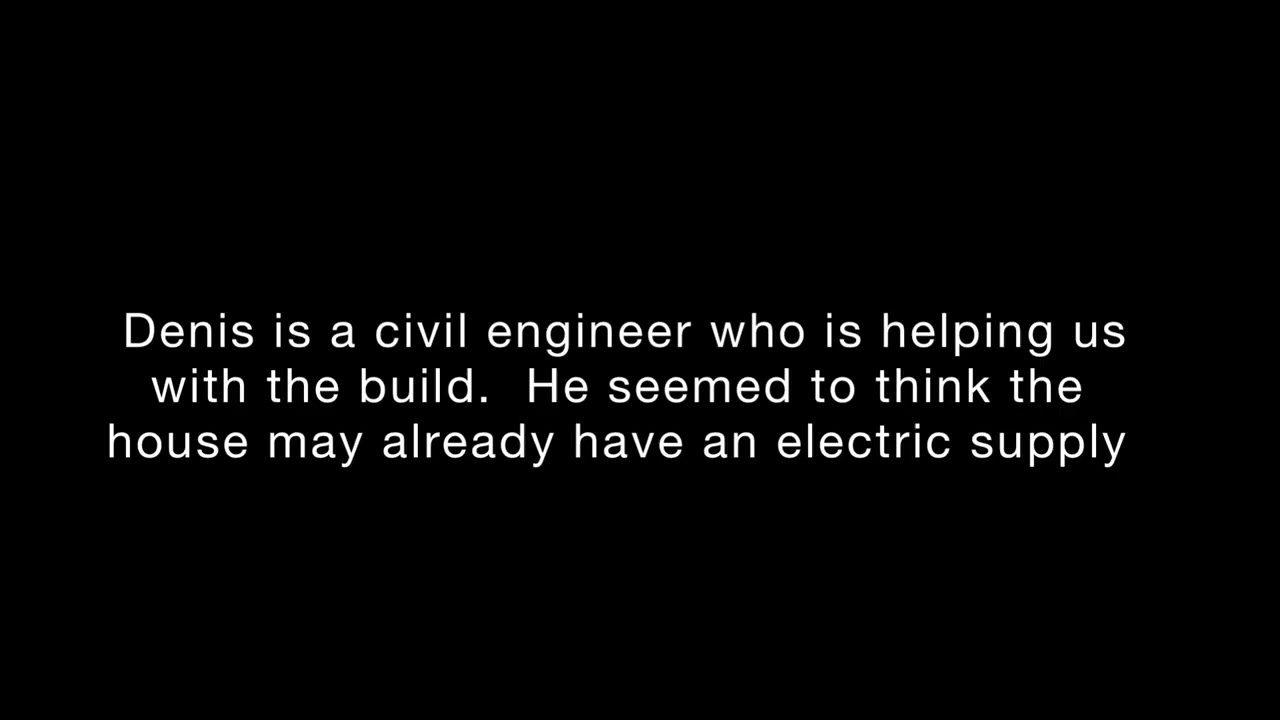 Denis is a civil engineer who is helping us
with the build.  He seemed to think the
house may already have an electric supply